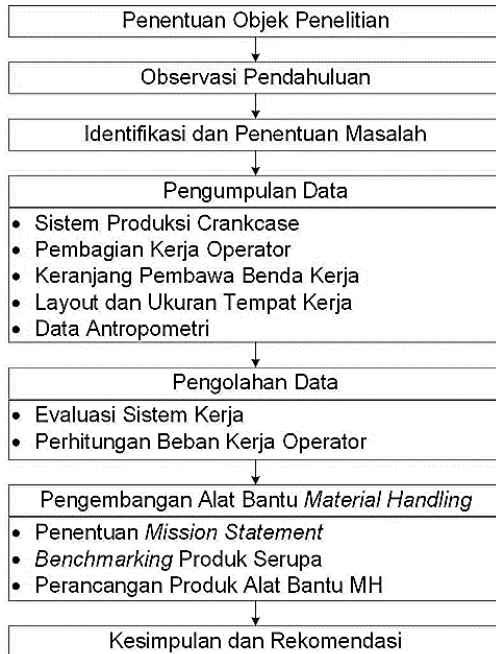 Penentuan Objek Penelitian
Observasi Pendahuluan
Identifikasi dan Penentuan Masalah
Pengumpulan Data
• Sistem Produksi Crankcase
• Pembagian Kerja Operator
• Keranjang Pembawa Benda Kerja
• Layout dan Ukuran Tempat Kerja
• Data Antropometri
Pengolahan Data
• Evaluasi Sistem Kerja
• Perhitungan Beban Kerja Operator
Pengembangan Alat Bantu Material Handling
• Penentuan Mission Statement
• Benchmarking Produk Serupa
• Perancangan Produk Alat Bantu MH
Kesimpulan dan Rekomendasi